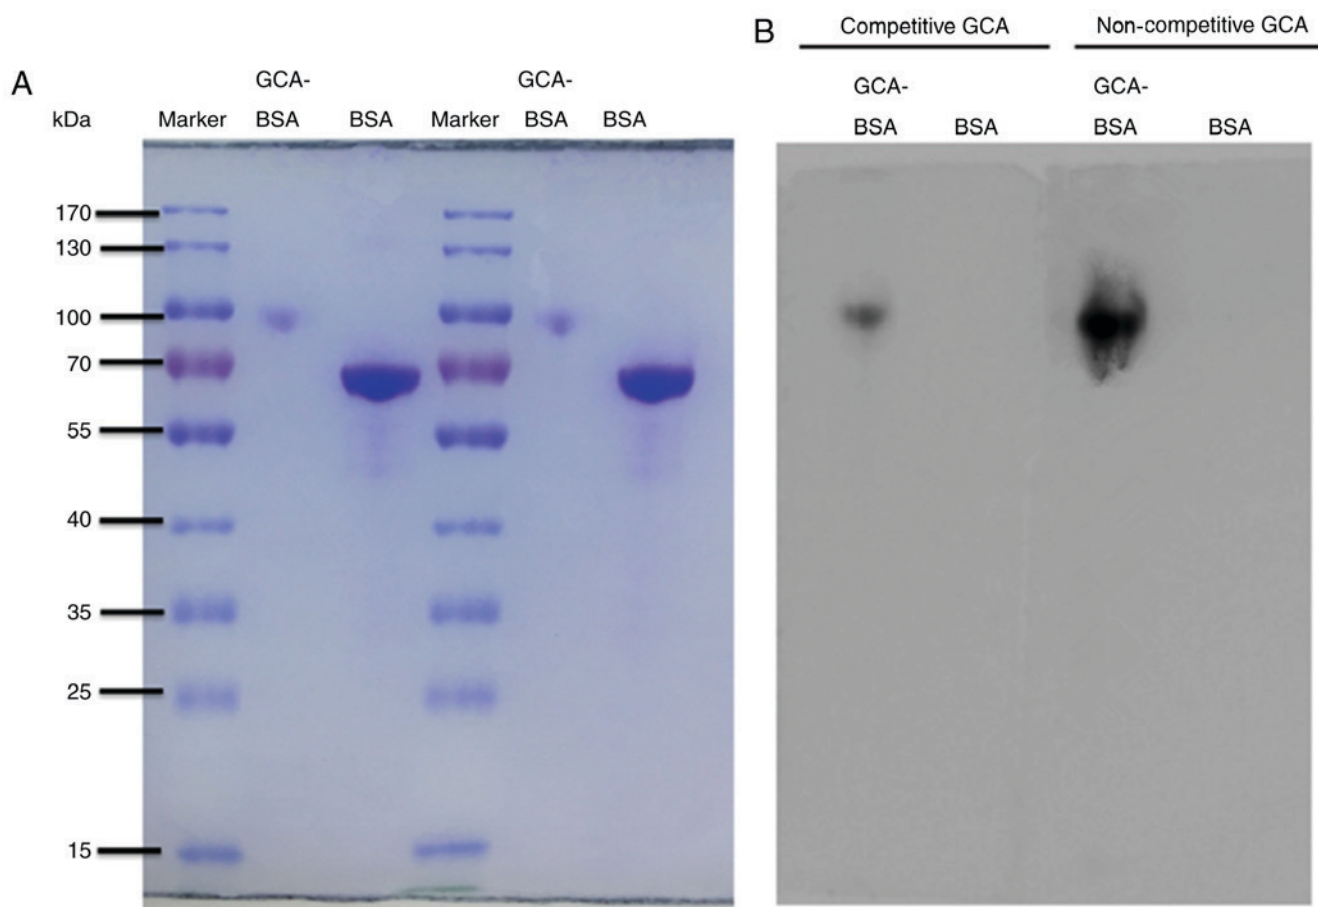 A
kDa
GCA-
GCA-
Marker BSA BSA Marker BSA BSA
170
130
100
70
55
40
35
25
15
B
Competitive GCA Non-competitive GCA
GCA- GCA-
BSA BSA BSA BSA